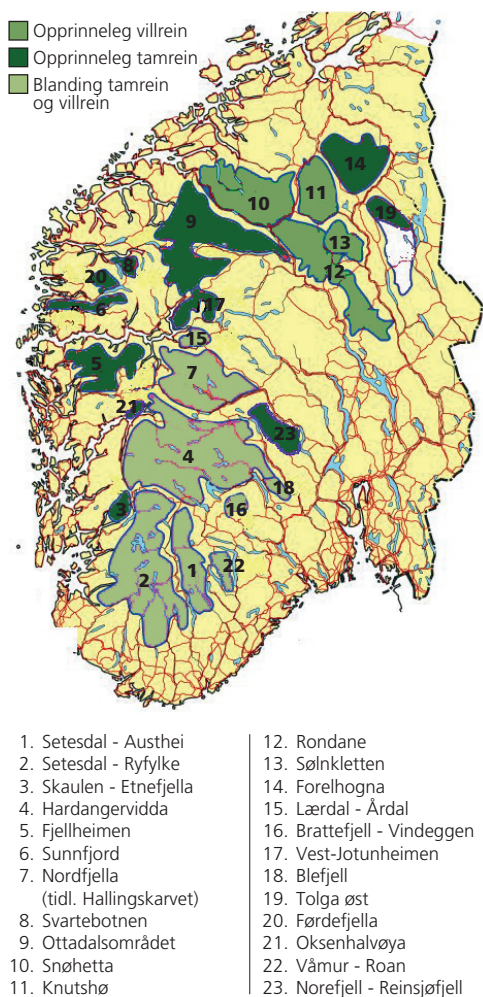 Opprinneleg villrein
Opprinneleg tamrein
Blanding tamrein
og villrein
14
11
10
19
9
13
8
12
20
17
6
15
5
7
21
23
4
18
16
3
22
1
2
1. Setesdal - Austhei
2. Setesdal - Ryfylke
3. Skaulen - Etnefjella
4. Hardangervidda
5. Fjellheimen
6. Sunnfjord
7. Nordfjella
(tidl. Hallingskarvet)
8. Svartebotnen
9. Ottadalsområdet
10. Snøhetta
11. Knutshø
12. Rondane
13. Sølnkletten
14. Forelhogna
15. Lærdal - Årdal
16. Brattefjell - Vindeggen
17. Vest-Jotunheimen
18. Blefjell
19. Tolga øst
20. Førdefjella
21. Oksenhalvøya
22. Våmur - Roan
23. Norefjell - Reinsjøfjell